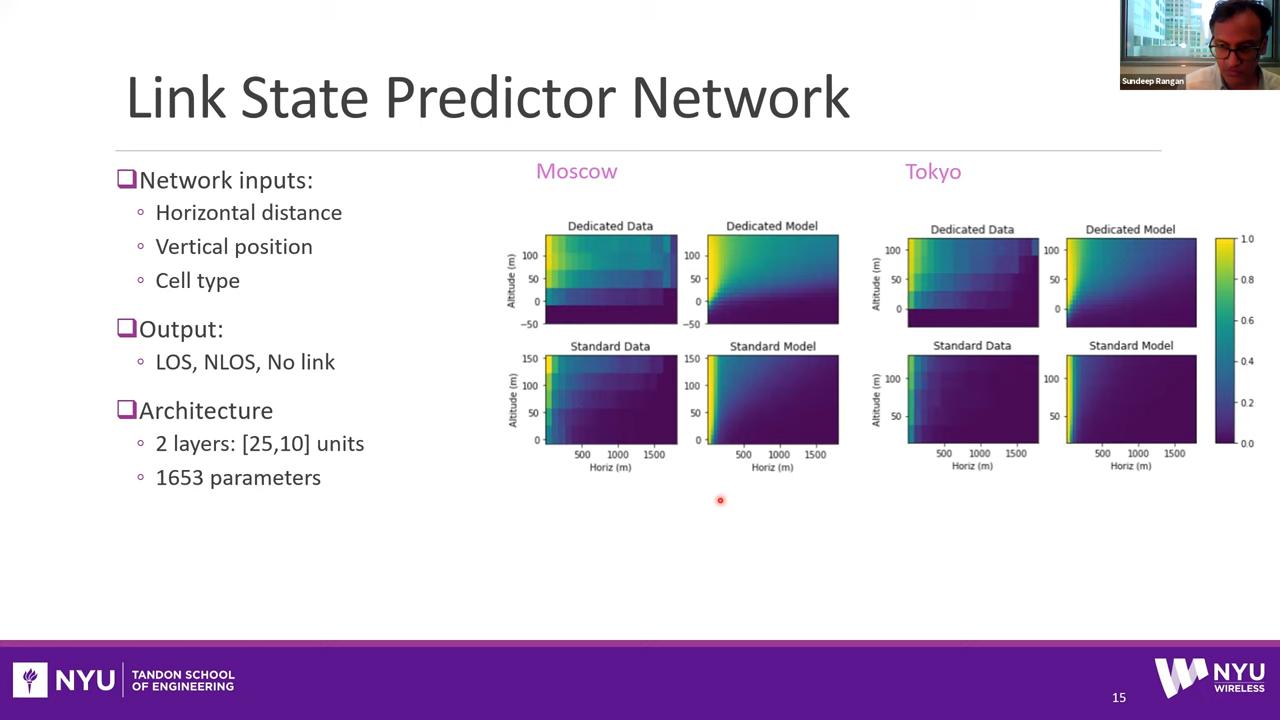 Sundeep Rangan
Link State Predictor Network
Network inputs:
Horizontal distance
Vertical position
Cell type
Output:
LOS, NLOS, No link
Architecture
2 layers: [25,10] units
1653 parameters
Moscow
Dedicated Data
Dedicated Model
Altitude (m)
100
50
0
−50
100
50
0
−50
Standard Data
Standard Model
Altitude (m)
150
100
50
0
150
100
50
0
500 1000 1500
500 1000 1500
Horiz (m)
Horiz (m)
Tokyo
Dedicated Data
Dedicated Model
Altitude (m)
100
50
0
100
50
0
Standard Data
Standard Model
Altitude (m)
100
50
100
50
500 1000 1500
500 1000 1500
Horiz (m)
Horiz (m)
1.0
0.8
0.6
0.4
0.2
0.0
NYU
TANDON SCHOOL
OF ENGINEERING
15
NYU
WIRELESS